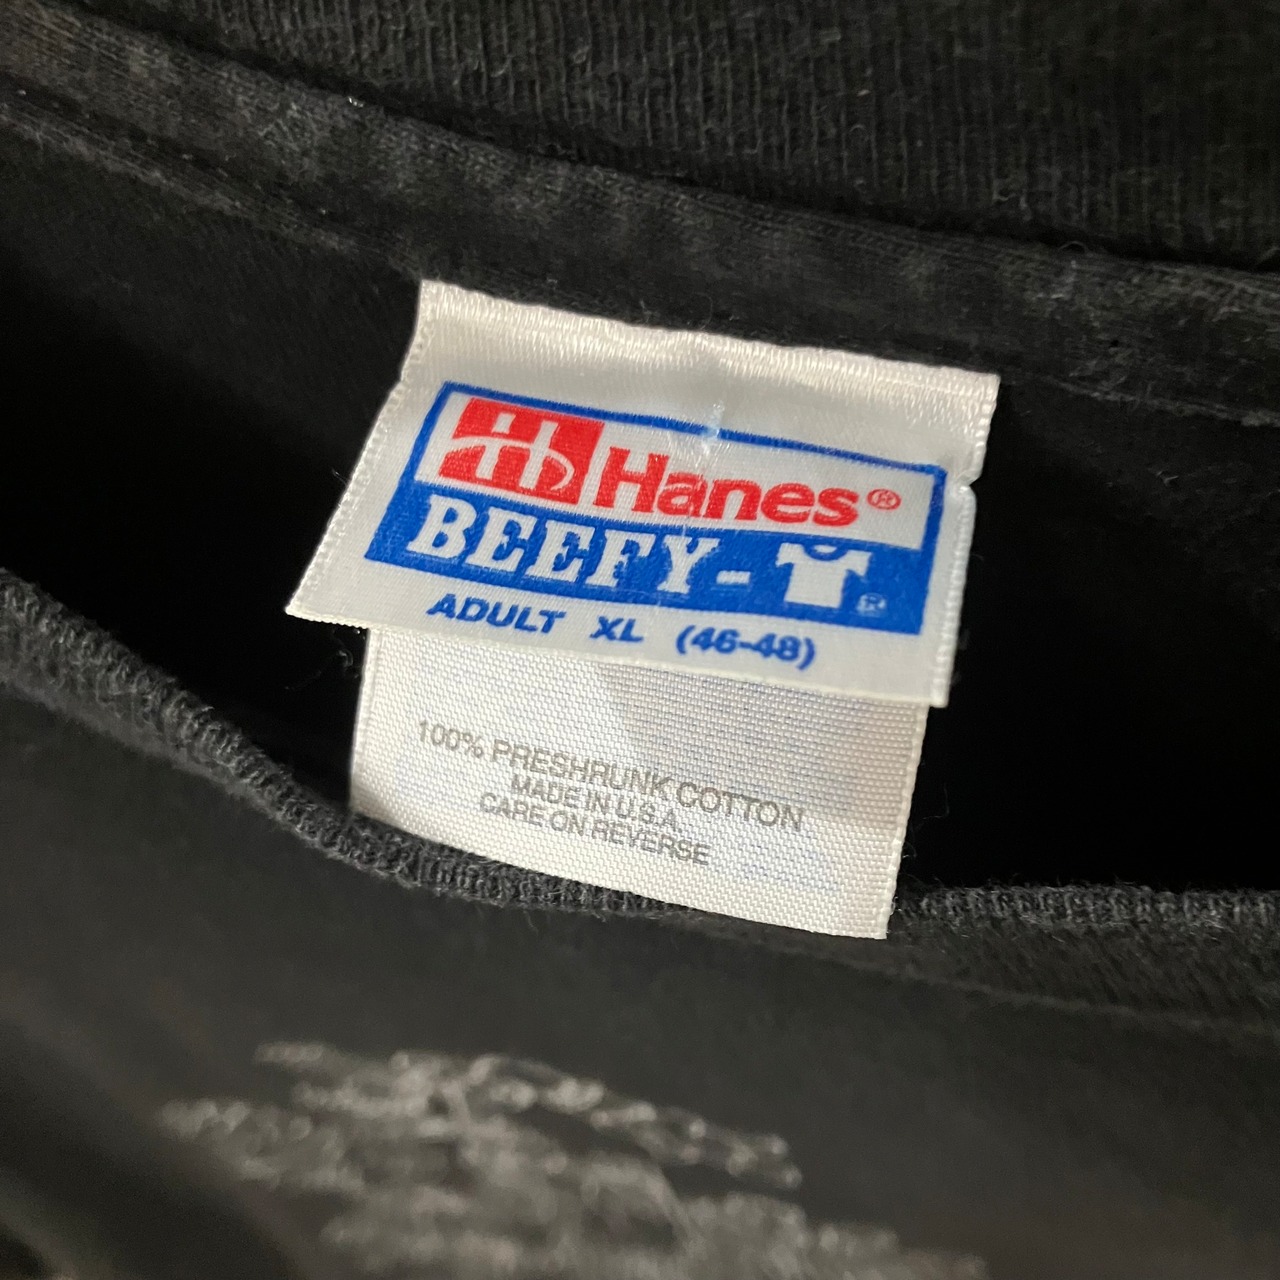 Hanes®
BEEFY-T®
ADULT XL (46-48)
100% PRESHRUNK COTTON
MADE IN U.S.A.
CARE ON REVERSE